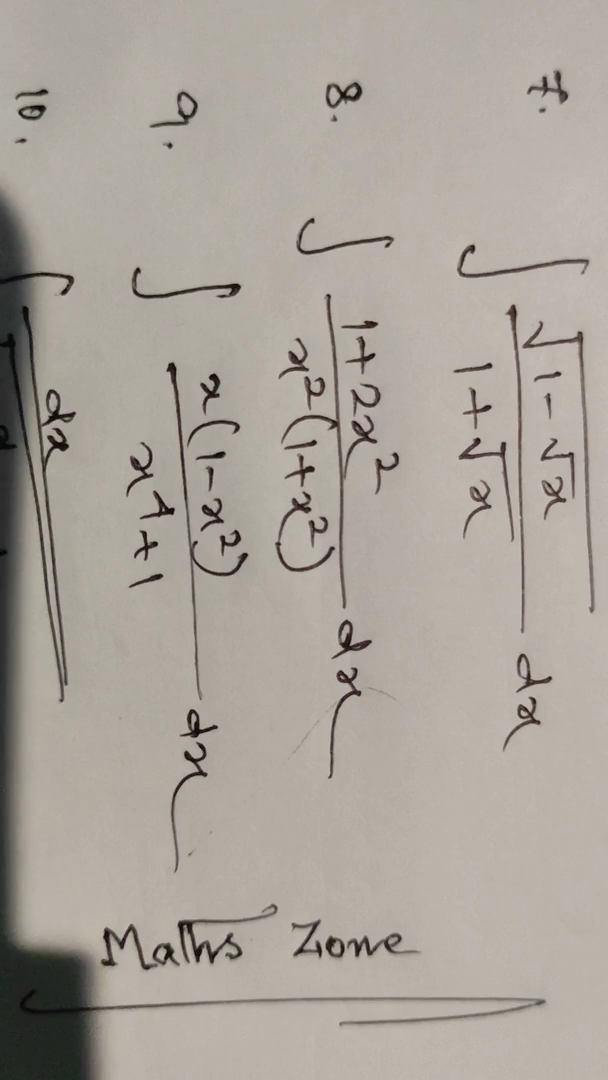 7. ∫ √(1-√x) / (1+√x) dx
8. ∫ (1+2x²) / (x²(1+x²)) dx
9. ∫ x(1-x²) / (x⁴+1) dx
10. ∫ dx / √
Maths Zone